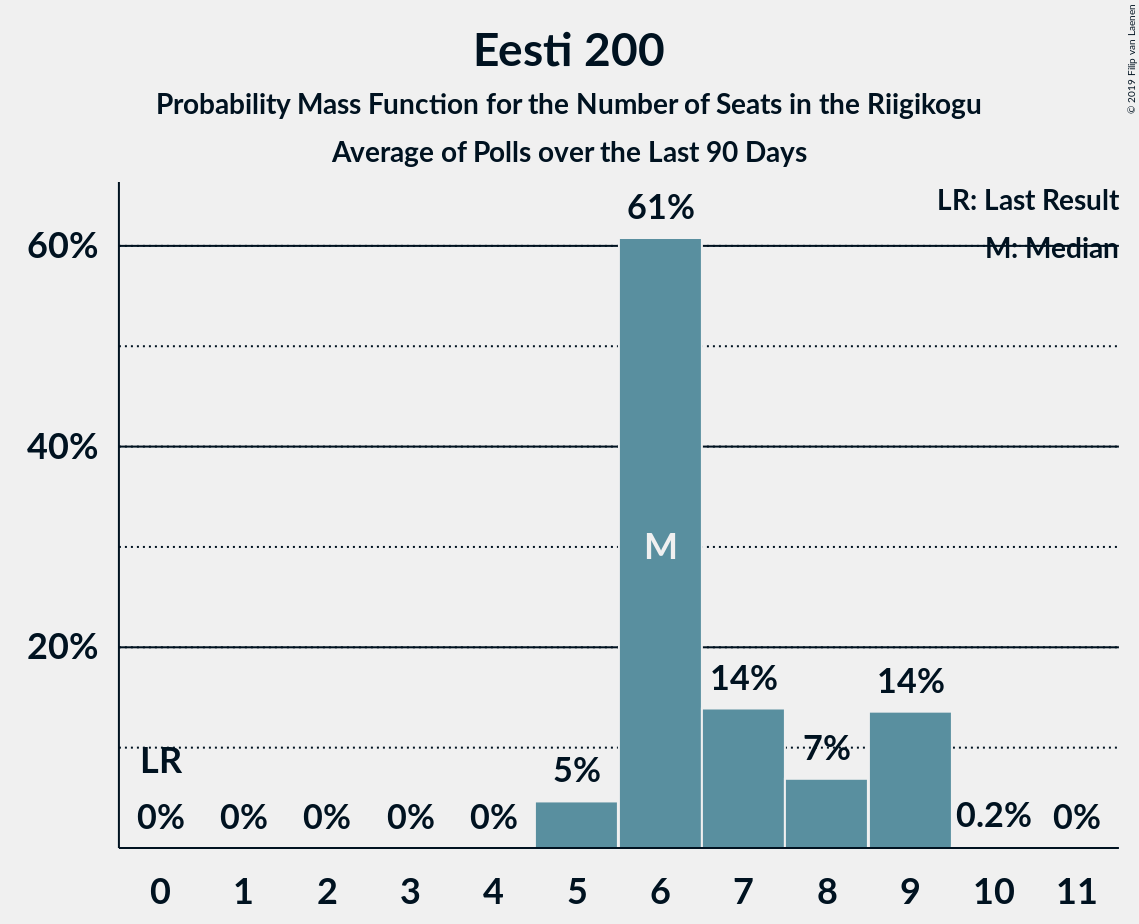 Eesti 200
Probability Mass Function for the Number of Seats in the Riigikogu
Average of Polls over the Last 90 Days
© 2019 Filip van Laenen
LR: Last Result
M: Median
60%
40%
20%
61%
M
14%
14%
7%
5%
LR
0%
0%
0%
0%
0%
0.2%
0%
0 1 2 3 4 5 6 7 8 9 10 11